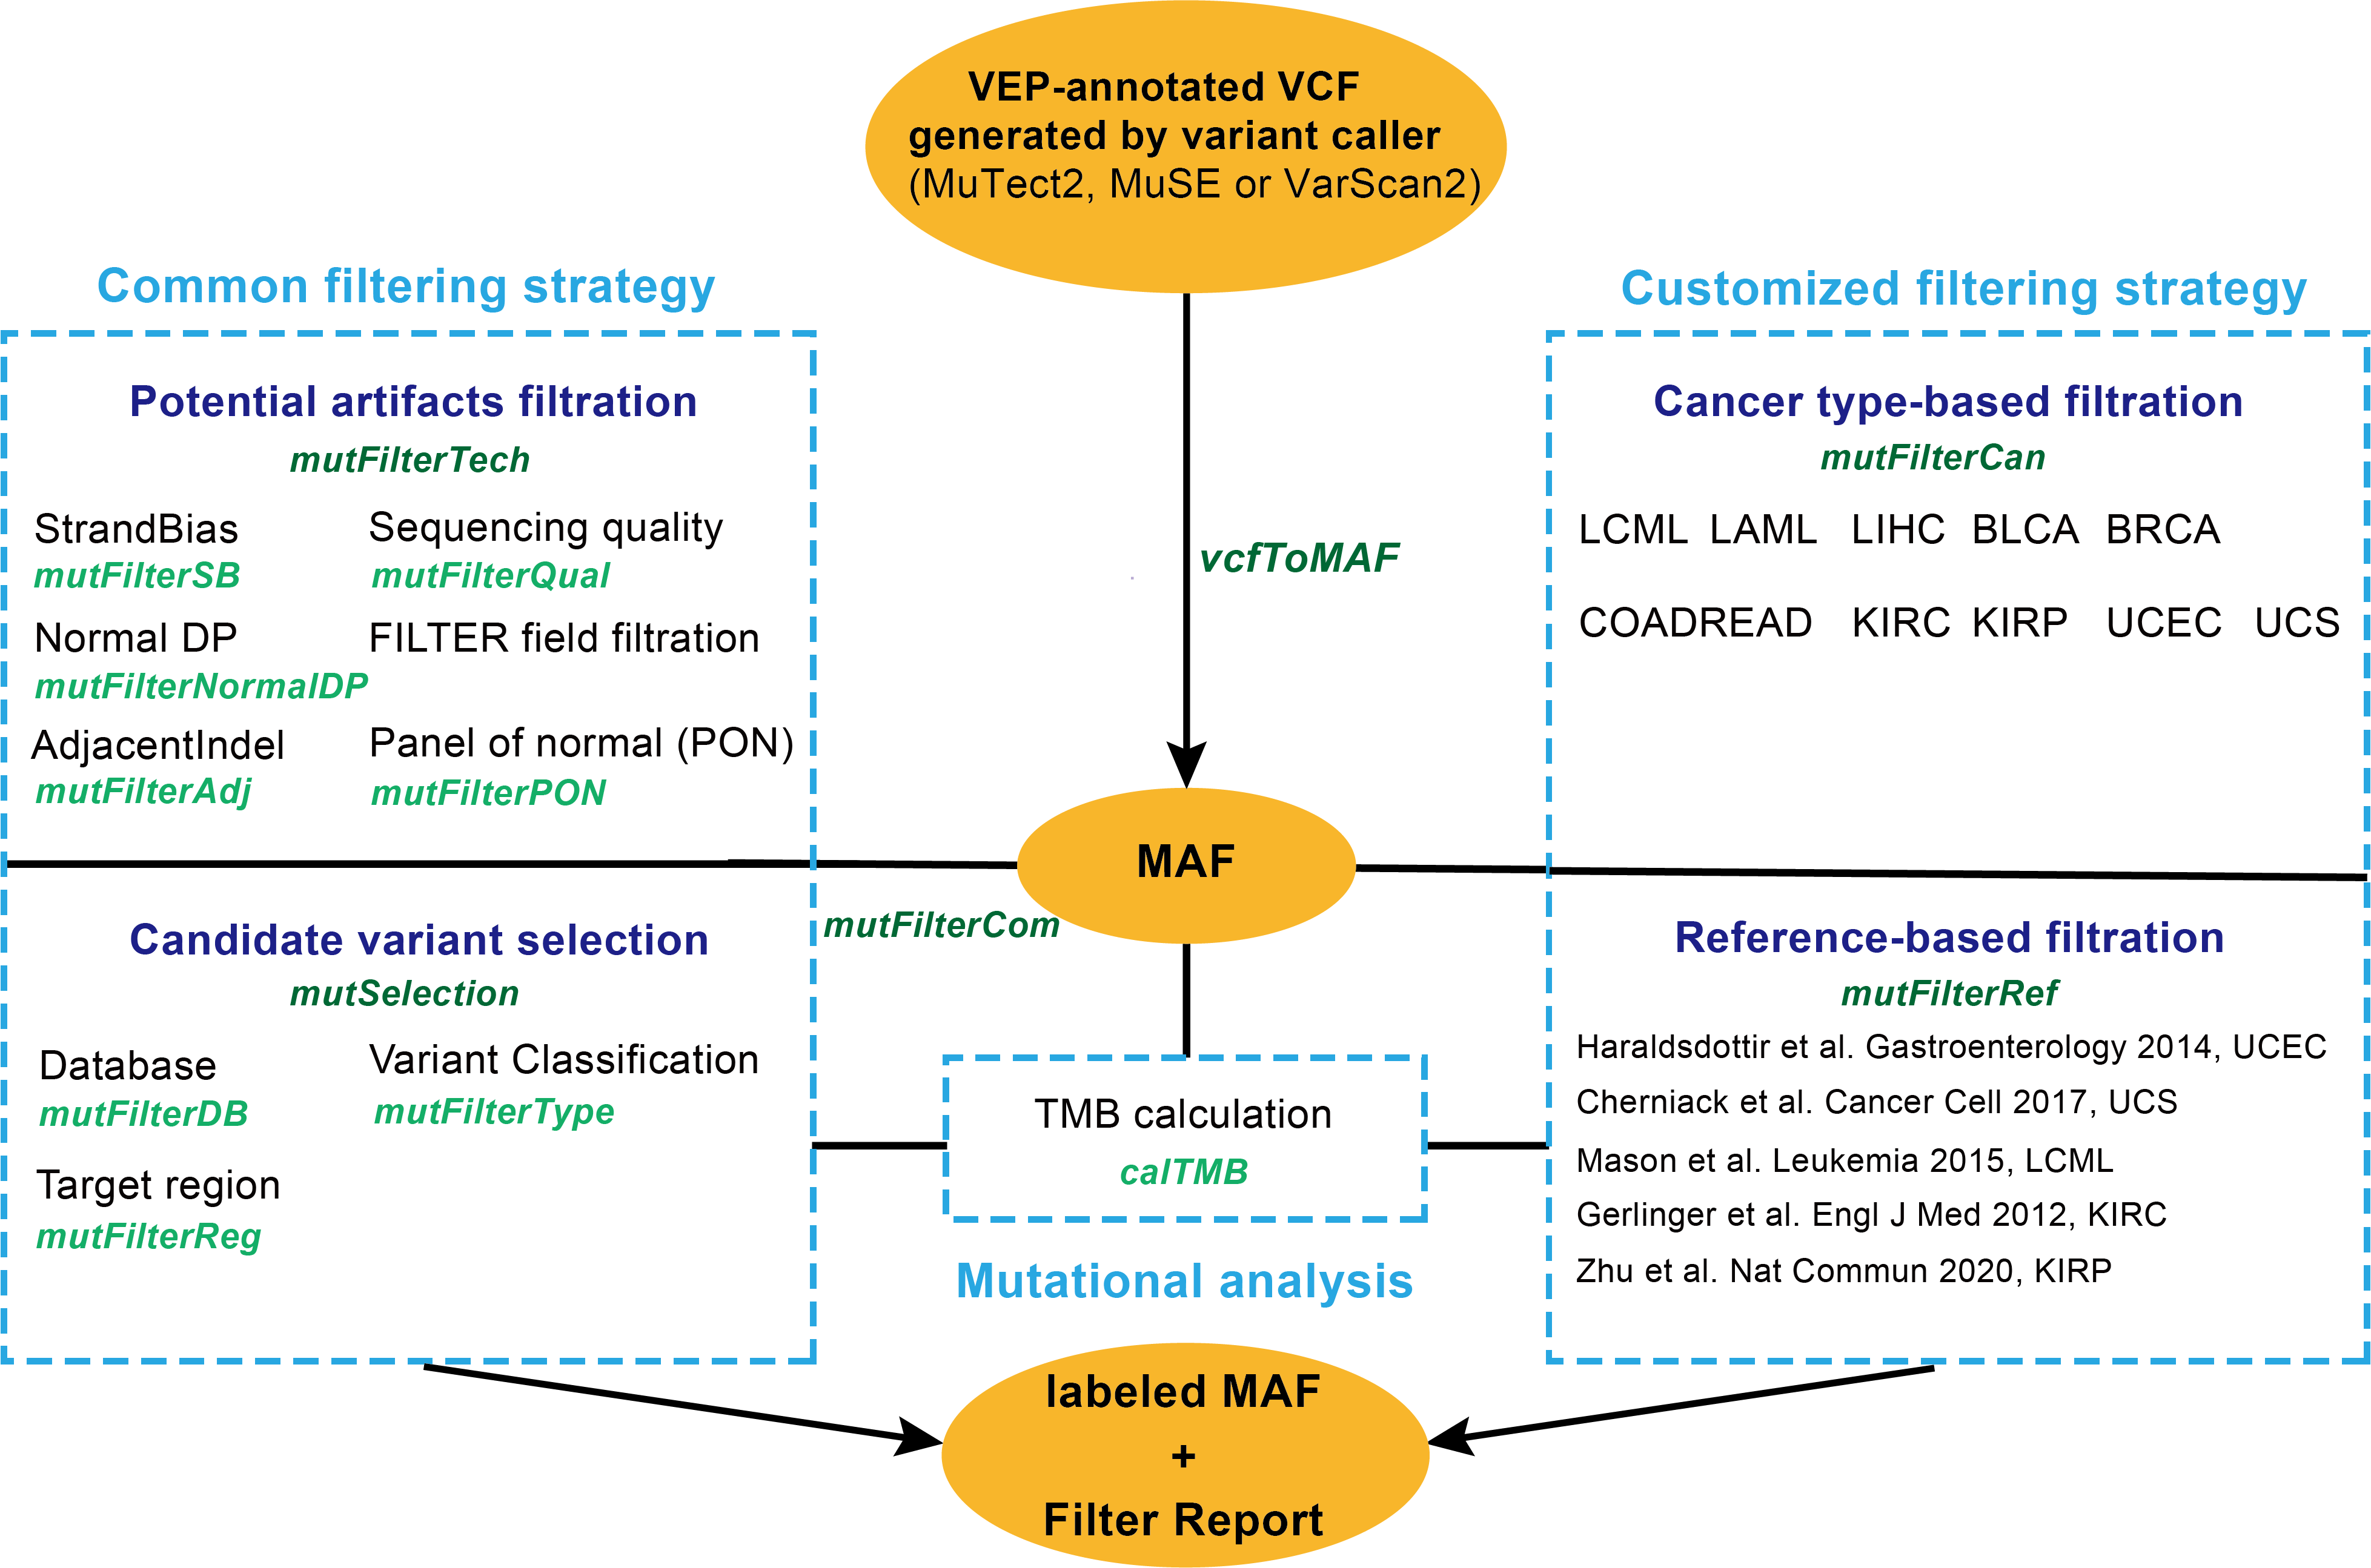 VEP-annotated VCF
generated by variant caller
(MuTect2, MuSE or VarScan2)
Common filtering strategy
Potential artifacts filtration
mutFilterTech
StrandBias
mutFilterSB
Sequencing quality
mutFilterQual
Normal DP
mutFilterNormalDP
FILTER field filtration
AdjacentIndel
mutFilterAdj
Panel of normal (PON)
mutFilterPON
Candidate variant selection
mutSelection
Database
mutFilterDB
Variant Classification
mutFilterType
Target region
mutFilterReg
vcfToMAF
MAF
mutFilterCom
TMB calculation
calTMB
Mutational analysis
Customized filtering strategy
Cancer type-based filtration
mutFilterCan
LCML LAML LIHC BLCA BRCA
COADREAD KIRC KIRP UCEC UCS
Reference-based filtration
mutFilterRef
Haraldsdottir et al. Gastroenterology 2014, UCEC
Cherniack et al. Cancer Cell 2017, UCS
Mason et al. Leukemia 2015, LCML
Gerlinger et al. Engl J Med 2012, KIRC
Zhu et al. Nat Commun 2020, KIRP
labeled MAF
+
Filter Report